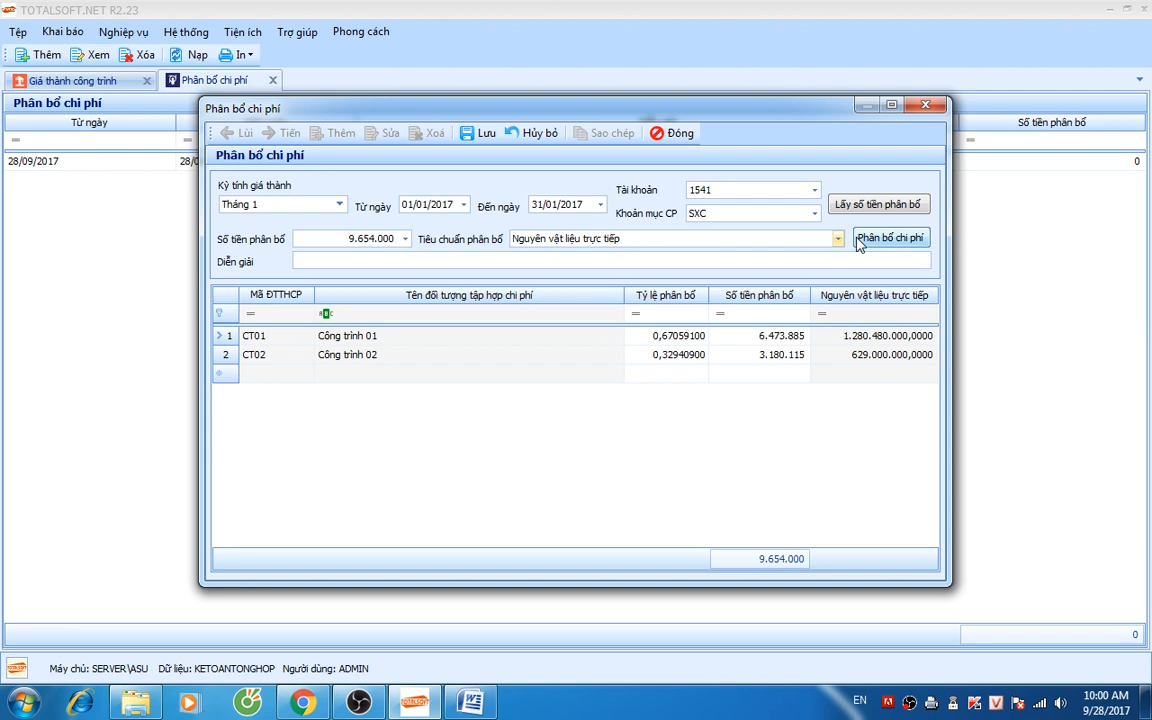 TOTALSOFT.NET R2.23
Tệp Khai báo Nghiệp vụ Hệ thống Tiện ích Trợ giúp Phong cách
Thêm Xem Xóa Nạp In
Giá thành công trình Phân bổ chi phí
Phân bổ chi phí
Từ ngày Số tiền phân bổ
= =
28/09/2017 28/0 0
Phân bổ chi phí
Lùi Tiến Thêm Sửa Xoá Lưu Hủy bỏ Sao chép Đóng
Phân bổ chi phí
Kỳ tính giá thành
Tháng 1 Từ ngày 01/01/2017 Đến ngày 31/01/2017
Tài khoản 1541
Khoản mục CP SXC
Lấy số tiền phân bổ
Số tiền phân bổ 9.654.000 Tiêu chuẩn phân bổ Nguyên vật liệu trực tiếp Phân bổ chi phí
Diễn giải
Mã ĐTTHCP Tên đối tượng tập hợp chi phí Tỷ lệ phân bổ Số tiền phân bổ Nguyên vật liệu trực tiếp
= ABC = = =
1 CT01 Công trình 01 0,67059100 6.473.885 1.280.480.000,0000
2 CT02 Công trình 02 0,32940900 3.180.115 629.000.000,0000
9.654.000
0
Máy chủ: SERVER\ASU Dữ liệu: KETOANTONGHOP Người dùng: ADMIN
EN
10:00 AM
9/28/2017